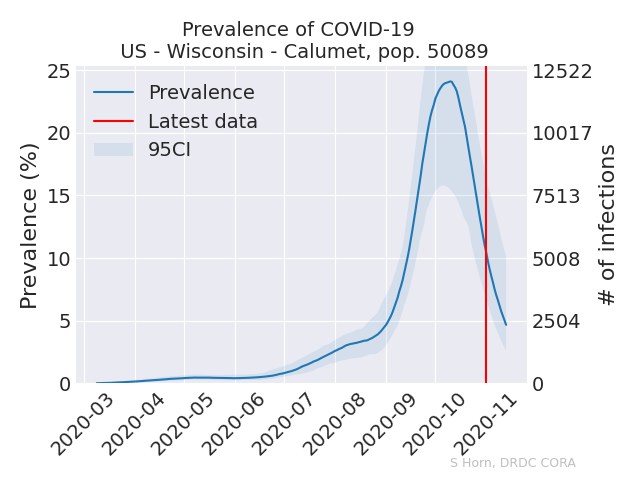 Prevalence of COVID-19
US - Wisconsin - Calumet, pop. 50089
Prevalence
Latest data
95CI
Prevalence (%)
25
20
15
10
5
0
12522
10017
7513
5008
2504
0
# of infections
2020-03
2020-04
2020-05
2020-06
2020-07
2020-08
2020-09
2020-10
2020-11
S Horn, DRDC CORA